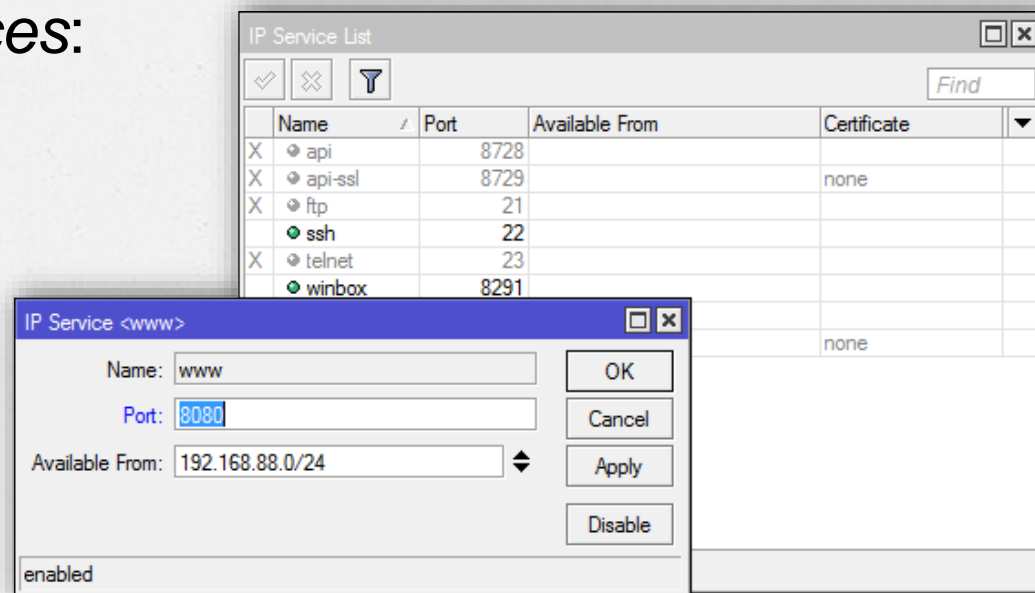 ces:
IP Service List
Find
Name Port Available From Certificate
X api 8728
X api-ssl 8729 none
X ftp 21
ssh 22
X telnet 23
winbox 8291
none
IP Service <www>
Name: www
Port: 8080
Available From: 192.168.88.0/24
OK
Cancel
Apply
Disable
enabled